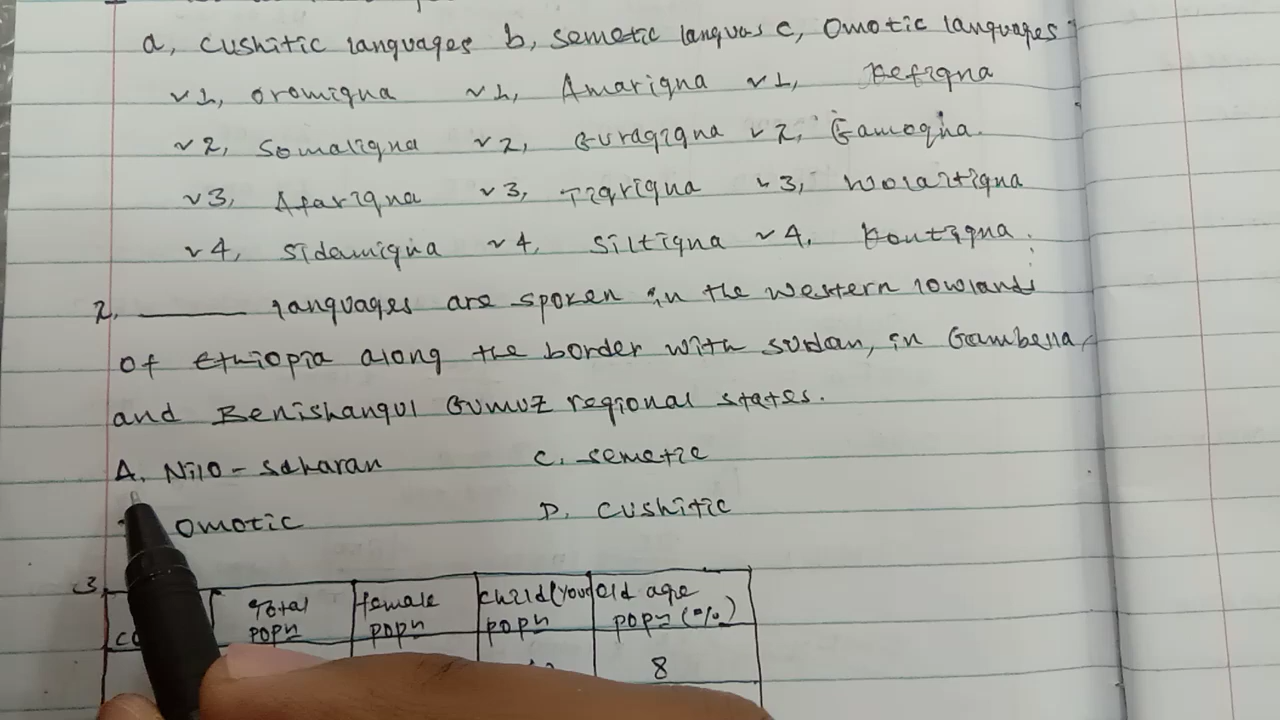 a, cushitic languages b, semetic languas c, Omotic languages
✓1, oromiqna ✓1, Amariqna ✓1, Kefiqna
✓2, Somaliqna ✓2, Guragiqna ✓2, Gamoqna.
✓3, Afariqna ✓3, Tigriqna ✓3, wolaitiqna
✓4, Sidamiqna ✓4, Siltiqna ✓4,
2. ______ languages are spoken in the western lowlands
of ethiopia along the border with sudan, in Gambella,
and Benishangul Gumuz regional states.
A. Nilo-saharan C. semetic
omotic D. cushitic
3.
Total popn female popn child(young popn old age popn (%)
8